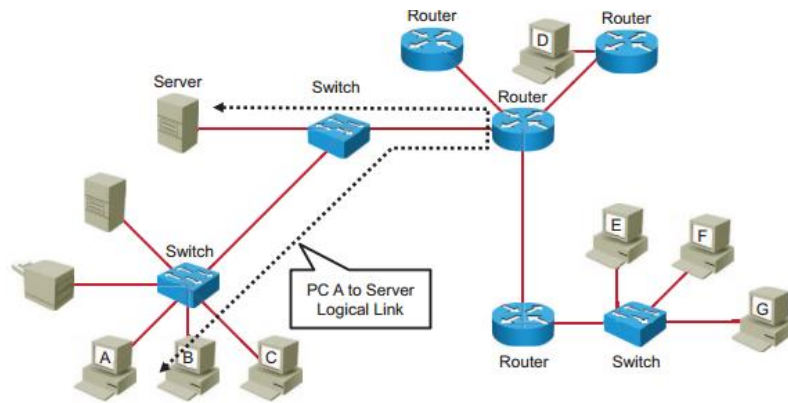 Router
Router
D
Server
Switch
Router
Switch
PC A to Server
Logical Link
E
F
G
A
B
C
Router
Switch